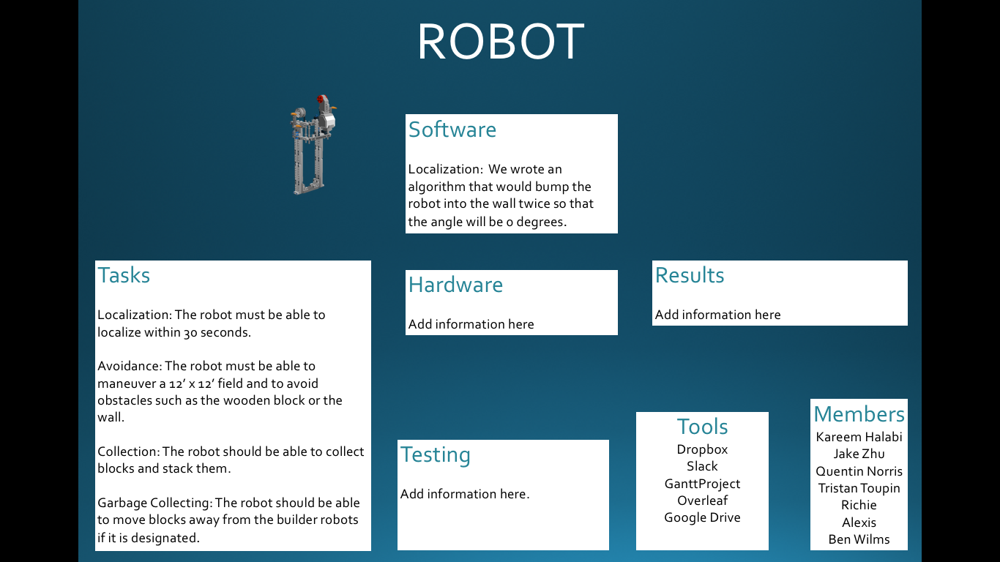 ROBOT
Software
Localization:  We wrote an
algorithm that would bump the
robot into the wall twice so that
the angle will be 0 degrees.
Tasks
Localization: The robot must be able to
localize within 30 seconds.
Avoidance: The robot must be able to
maneuver a 12’ x 12’ field and to avoid
obstacles such as the wooden block or the
wall.
Collection: The robot should be able to collect
blocks and stack them.
Garbage Collecting: The robot should be able
to move blocks away from the builder robots
if it is designated.
Hardware
Add information here
Results
Add information here
Testing
Add information here.
Tools
Dropbox
Slack
GanttProject
Overleaf
Google Drive
Members
Kareem Halabi
Jake Zhu
Quentin Norris
Tristan Toupin
Richie
Alexis
Ben Wilms